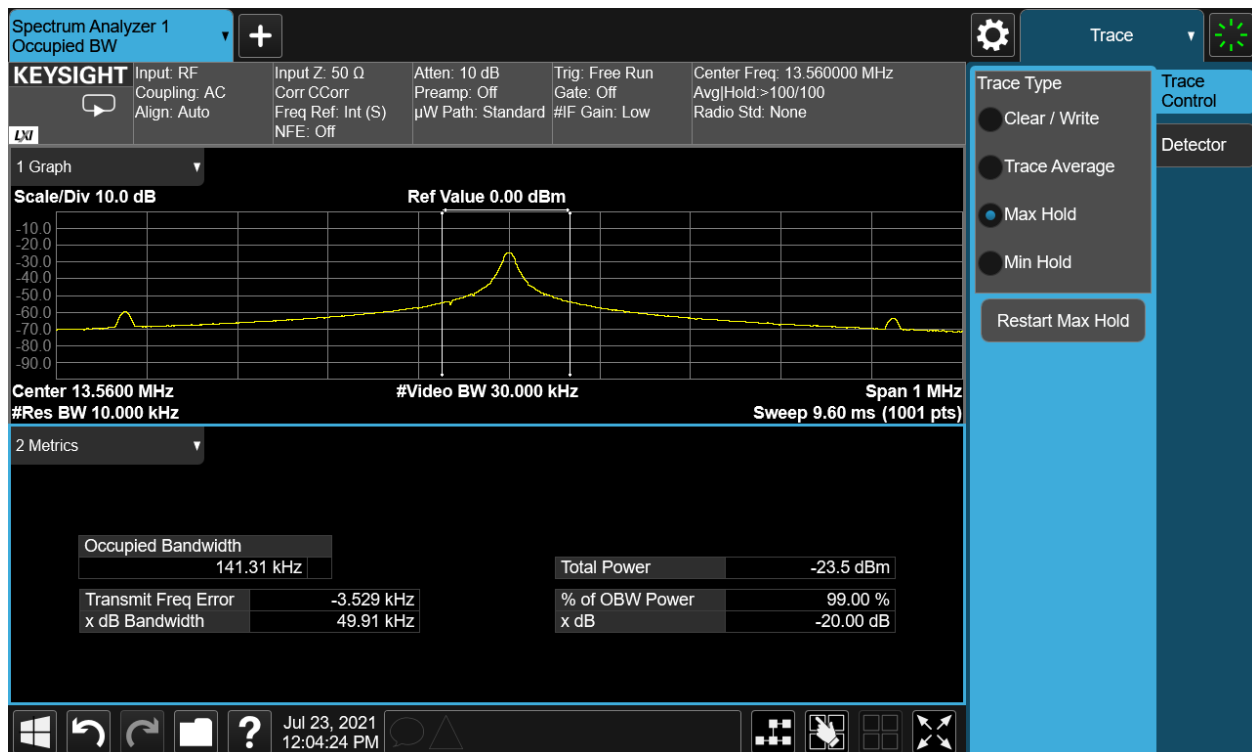 Spectrum Analyzer 1
Occupied BW
Trace
KEYSIGHT
LXI
Input: RF
Coupling: AC
Align: Auto
Input Z: 50 Ω
Corr CCorr
Freq Ref: Int (S)
NFE: Off
Atten: 10 dB
Preamp: Off
µW Path: Standard
Trig: Free Run
Gate: Off
#IF Gain: Low
Center Freq: 13.560000 MHz
Avg|Hold:>100/100
Radio Std: None
1 Graph
Scale/Div 10.0 dB
Ref Value 0.00 dBm
-10.0
-20.0
-30.0
-40.0
-50.0
-60.0
-70.0
-80.0
-90.0
Center 13.5600 MHz
#Video BW 30.000 kHz
Span 1 MHz
#Res BW 10.000 kHz
Sweep 9.60 ms (1001 pts)
2 Metrics
Occupied Bandwidth
141.31 kHz
Total Power -23.5 dBm
Transmit Freq Error -3.529 kHz
% of OBW Power 99.00 %
x dB Bandwidth 49.91 kHz
x dB -20.00 dB
Trace Type
Clear / Write
Trace Average
Max Hold
Min Hold
Restart Max Hold
Trace
Control
Detector
?
Jul 23, 2021
12:04:24 PM